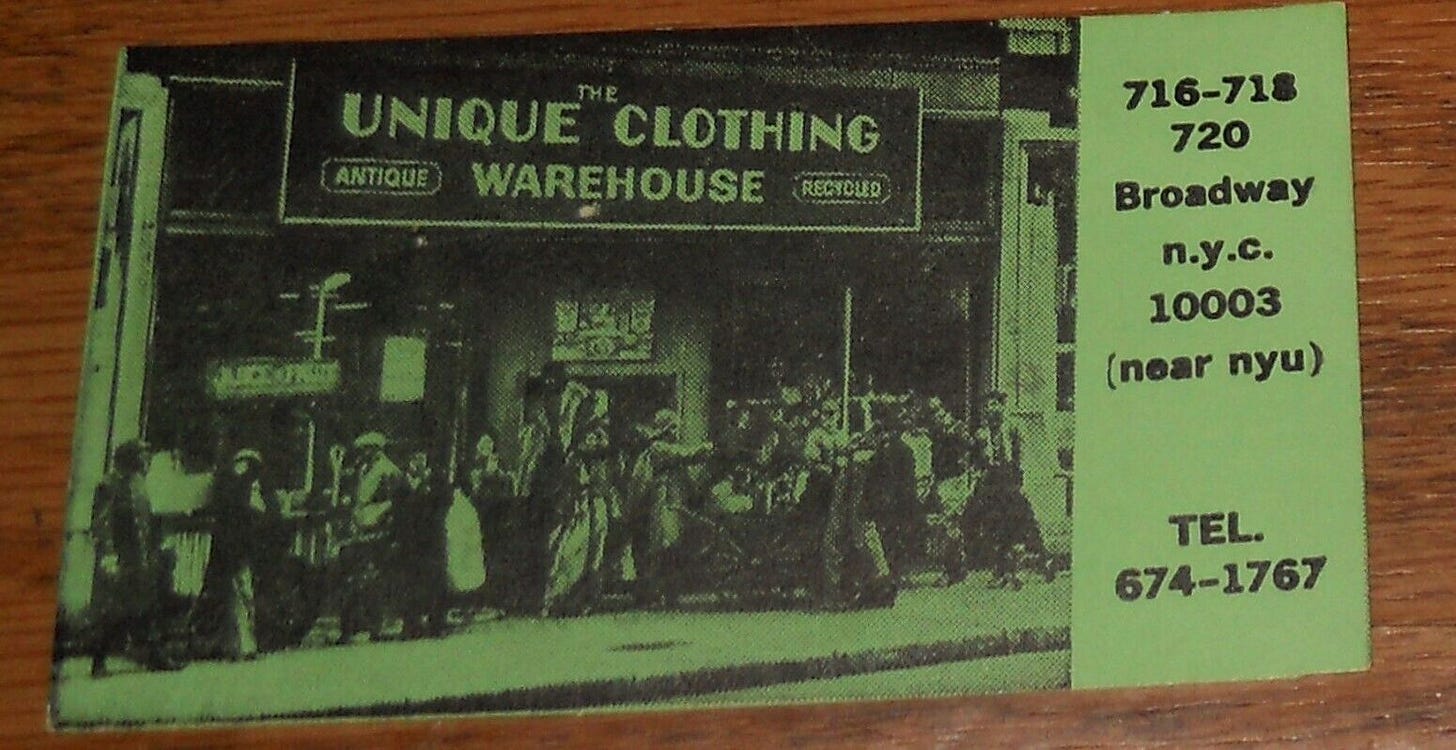 THE
UNIQUE CLOTHING
ANTIQUE WAREHOUSE RECYCLED
716-718
720
Broadway
n.y.c.
10003
(near nyu)
TEL.
674-1767